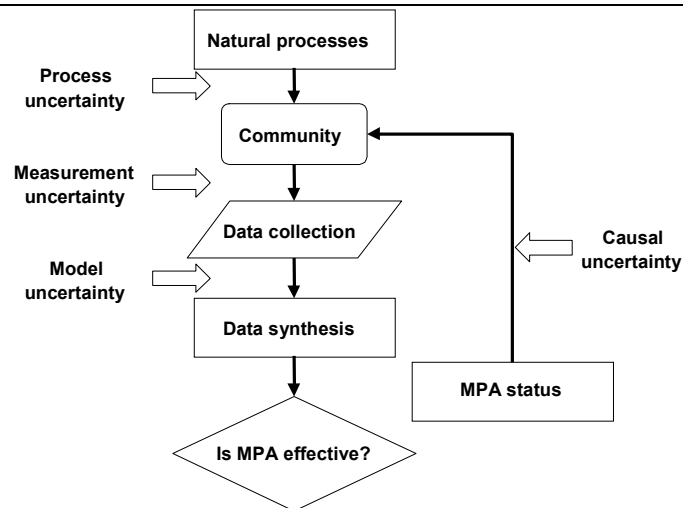 Natural processes
Process
uncertainty
Community
Measurement
uncertainty
Data collection
Causal
uncertainty
Model
uncertainty
Data synthesis
MPA status
Is MPA effective?